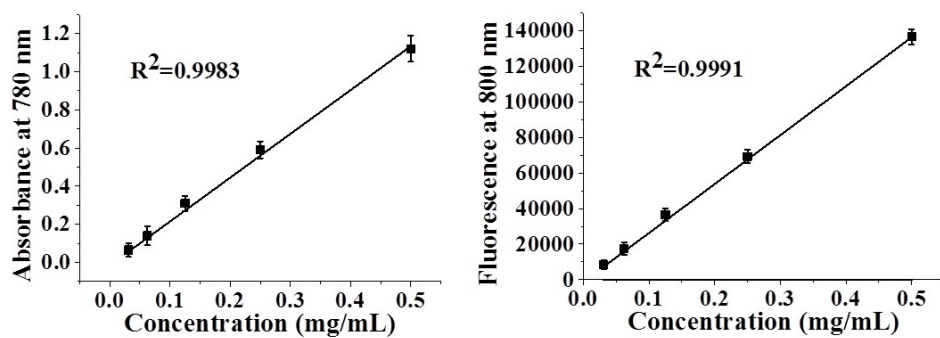 Absorbance at 780 nm
1.2
1.0
0.8
0.6
0.4
0.2
0.0
R²=0.9983
0.0 0.1 0.2 0.3 0.4 0.5
Concentration (mg/mL)
Fluorescence at 800 nm
140000
120000
100000
80000
60000
40000
20000
0
R²=0.9991
0.0 0.1 0.2 0.3 0.4 0.5
Concentration (mg/mL)